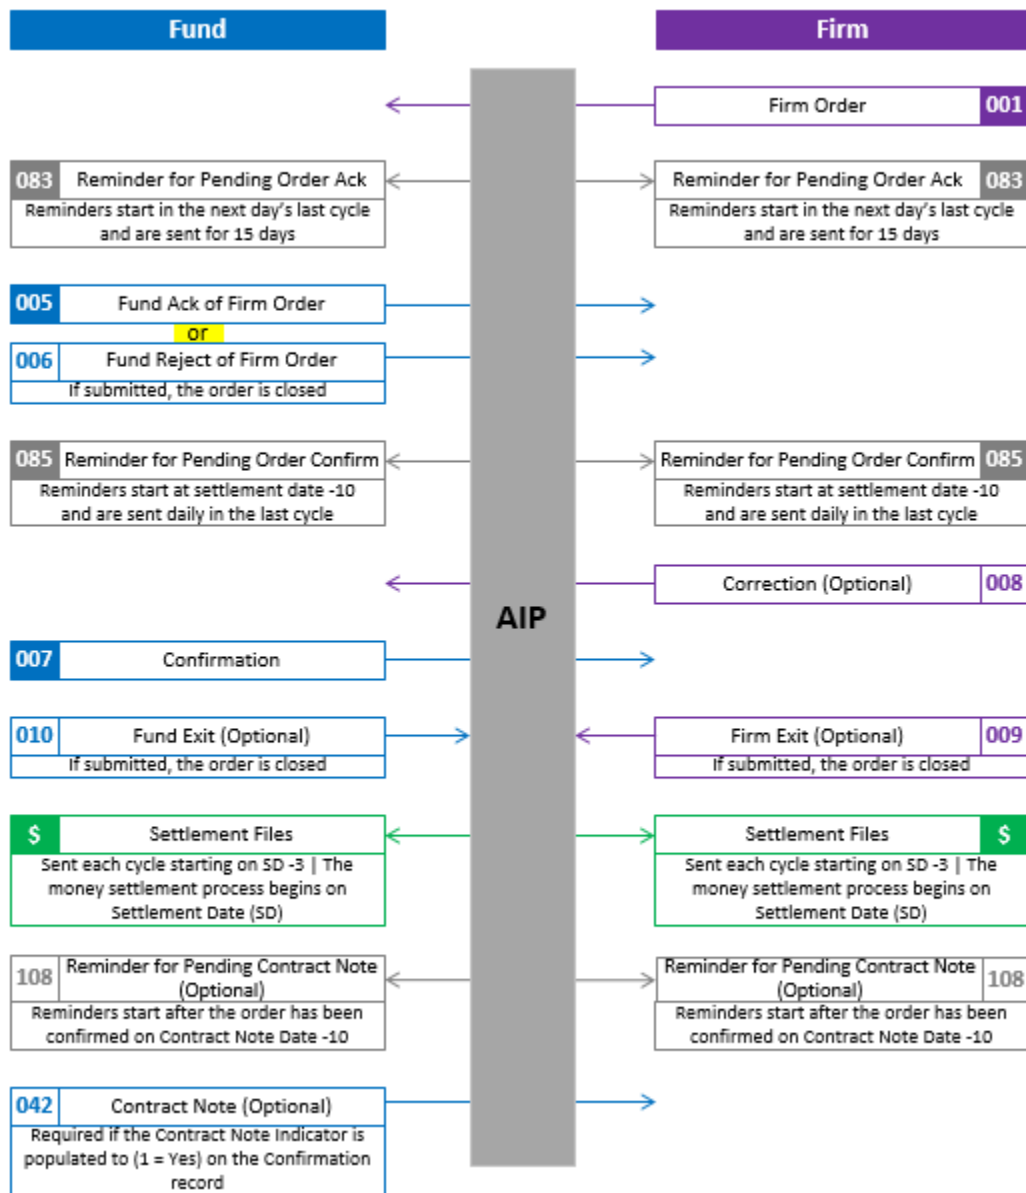 Fund
Firm
Firm Order 001
083 Reminder for Pending Order Ack
Reminders start in the next day's last cycle
and are sent for 15 days
Reminder for Pending Order Ack 083
Reminders start in the next day's last cycle
and are sent for 15 days
005 Fund Ack of Firm Order
or
006 Fund Reject of Firm Order
If submitted, the order is closed
085 Reminder for Pending Order Confirm
Reminders start at settlement date -10
and are sent daily in the last cycle
Reminder for Pending Order Confirm 085
Reminders start at settlement date -10
and are sent daily in the last cycle
Correction (Optional) 008
AIP
007 Confirmation
010 Fund Exit (Optional)
If submitted, the order is closed
Firm Exit (Optional) 009
If submitted, the order is closed
$ Settlement Files
Sent each cycle starting on SD -3 | The
money settlement process begins on
Settlement Date (SD)
Settlement Files $
Sent each cycle starting on SD -3 | The
money settlement process begins on
Settlement Date (SD)
108 Reminder for Pending Contract Note
(Optional)
Reminders start after the order has been
confirmed on Contract Note Date -10
Reminder for Pending Contract Note
(Optional) 108
Reminders start after the order has been
confirmed on Contract Note Date -10
042 Contract Note (Optional)
Required if the Contract Note Indicator is
populated to (1 = Yes) on the Confirmation
record